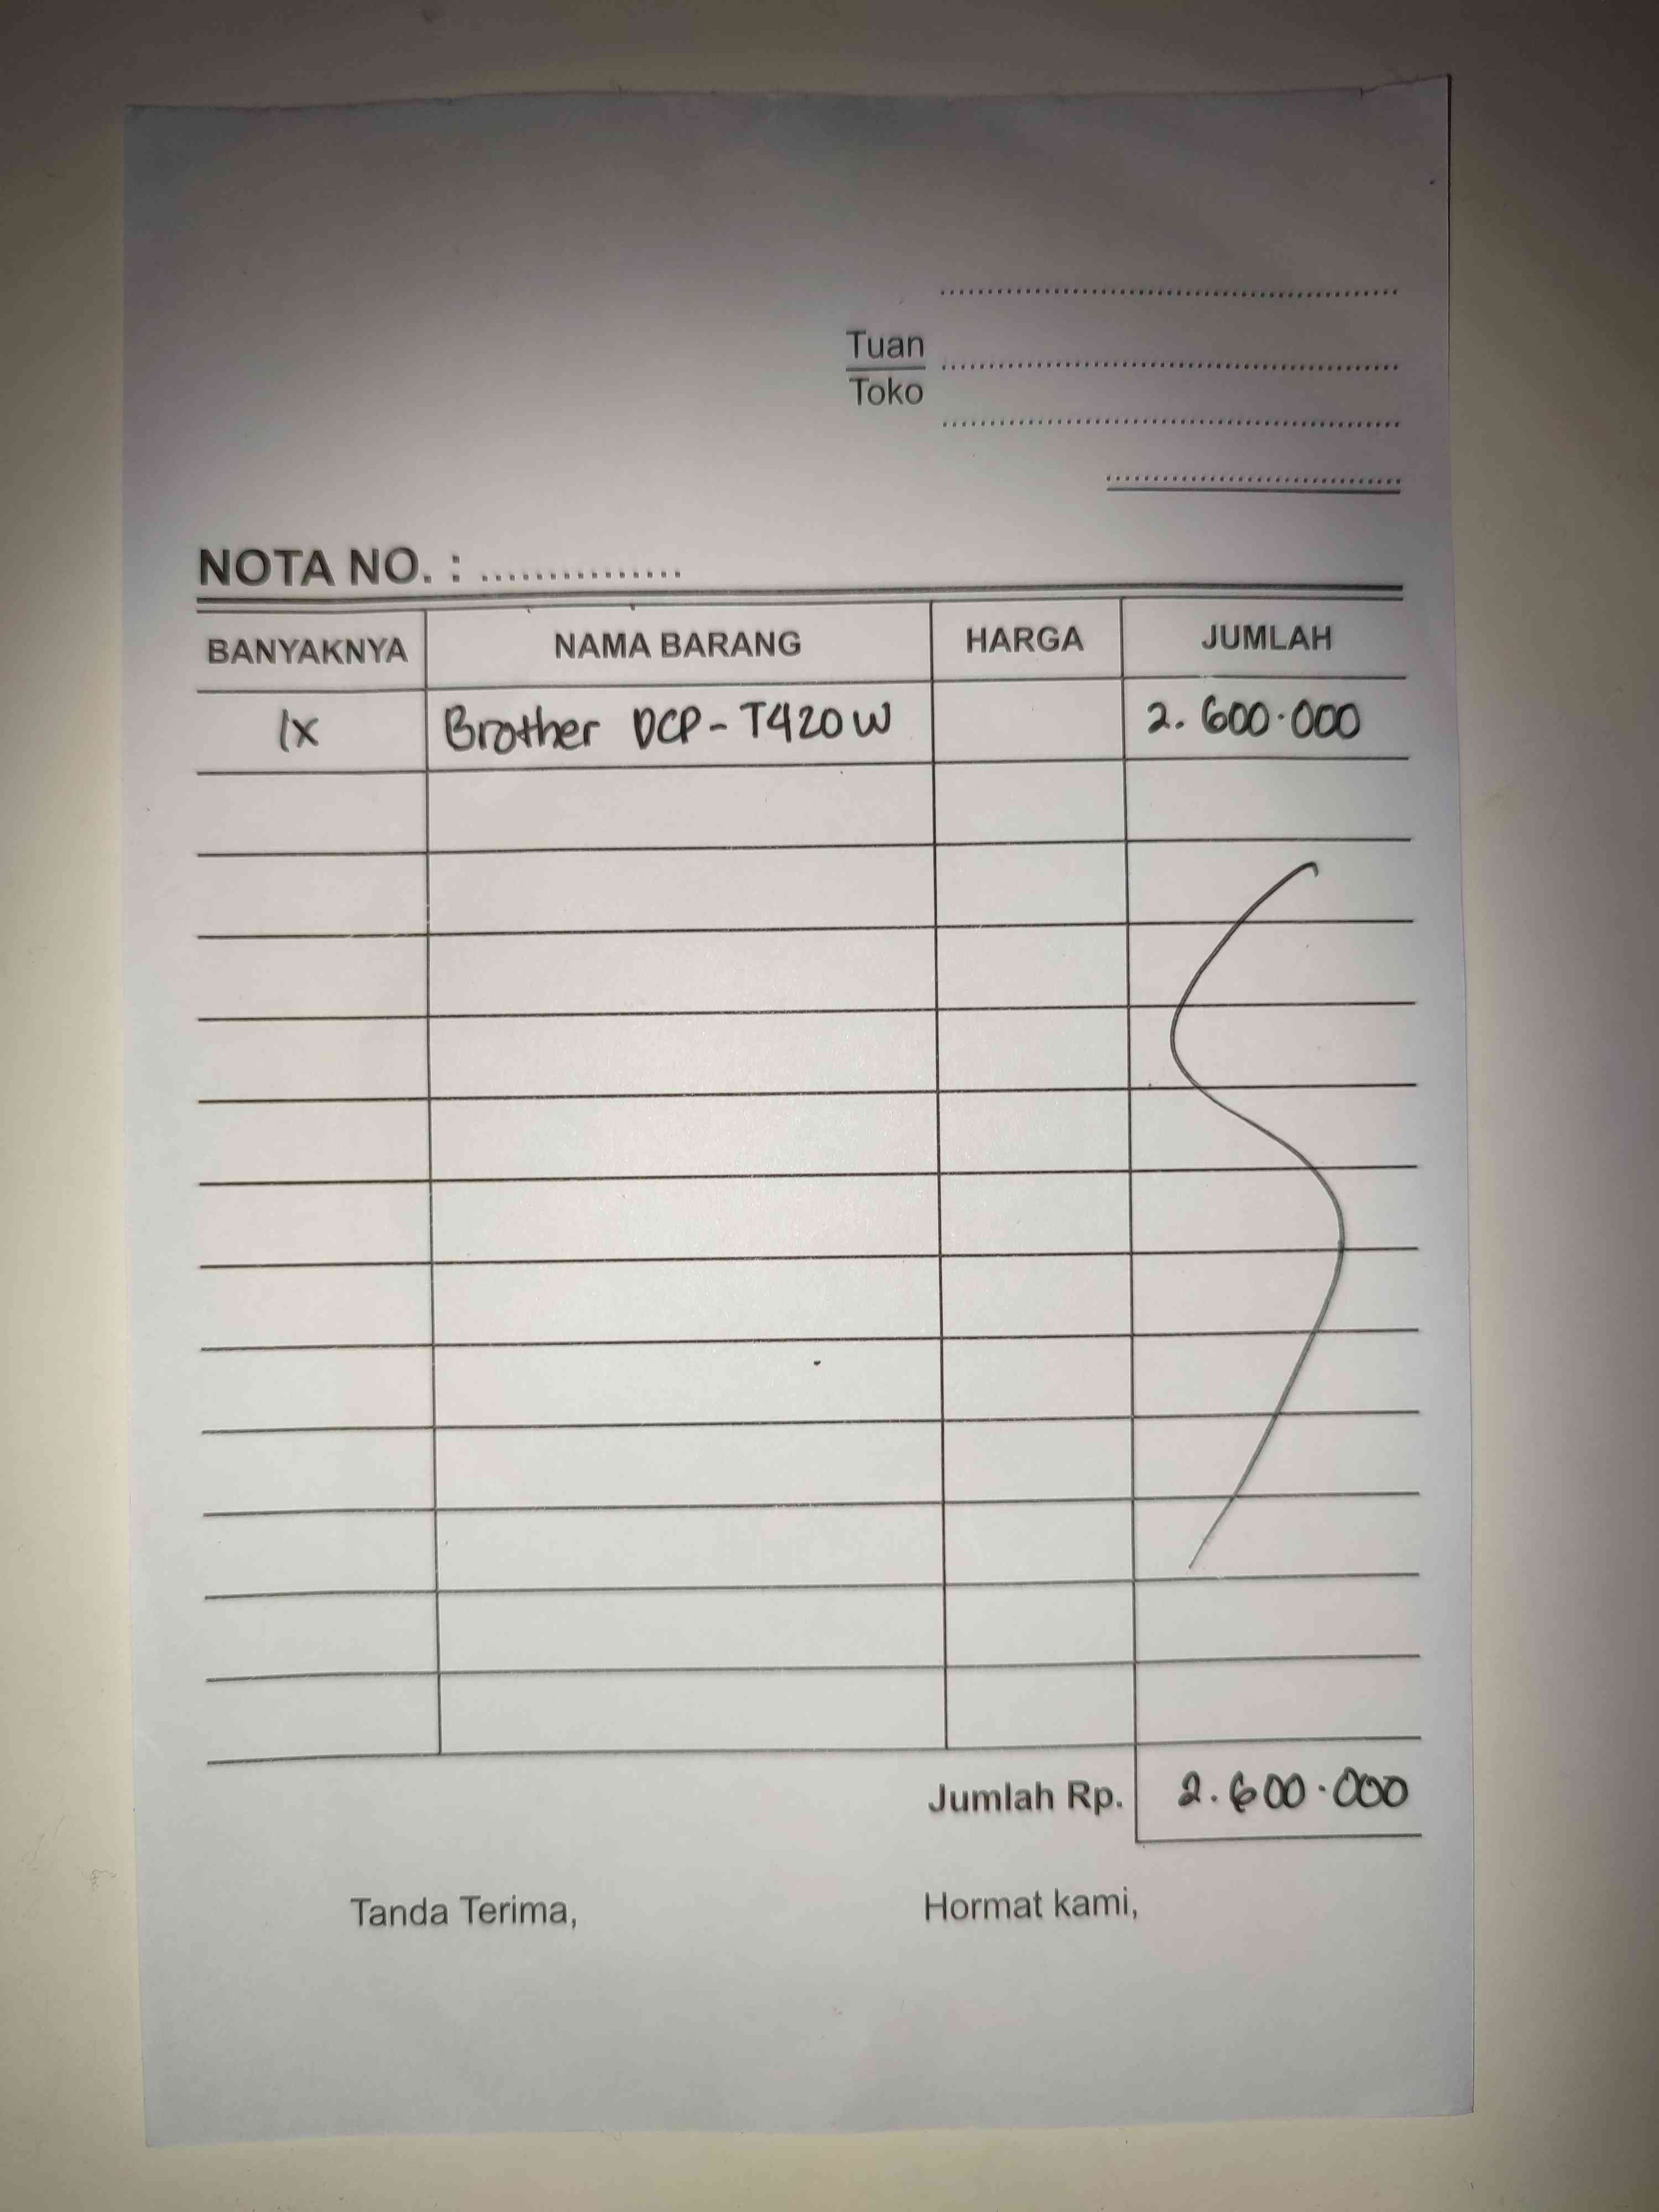 Tuan
Toko
NOTA NO. : ...............
BANYAKNYA NAMA BARANG HARGA JUMLAH
1x Brother DCP-T420W 2.600.000
Jumlah Rp. 2.600.000
Tanda Terima, Hormat kami,